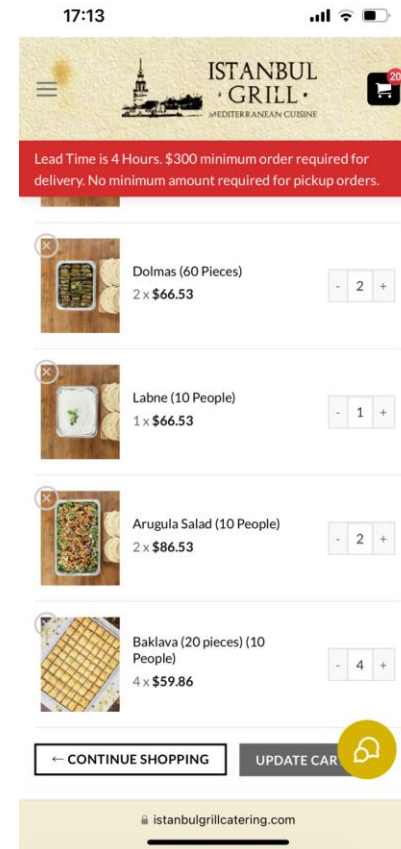 17:13
ISTANBUL
GRILL
MEDITERRANEAN CUISINE
20
Lead Time is 4 Hours. $300 minimum order required for
delivery. No minimum amount required for pickup orders.
Dolmas (60 Pieces)
2 x $66.53
- 2 +
Labne (10 People)
1 x $66.53
- 1 +
Arugula Salad (10 People)
2 x $86.53
- 2 +
Baklava (20 pieces) (10
People)
4 x $59.86
- 4 +
← CONTINUE SHOPPING
UPDATE CAR
istanbulgrillcatering.com